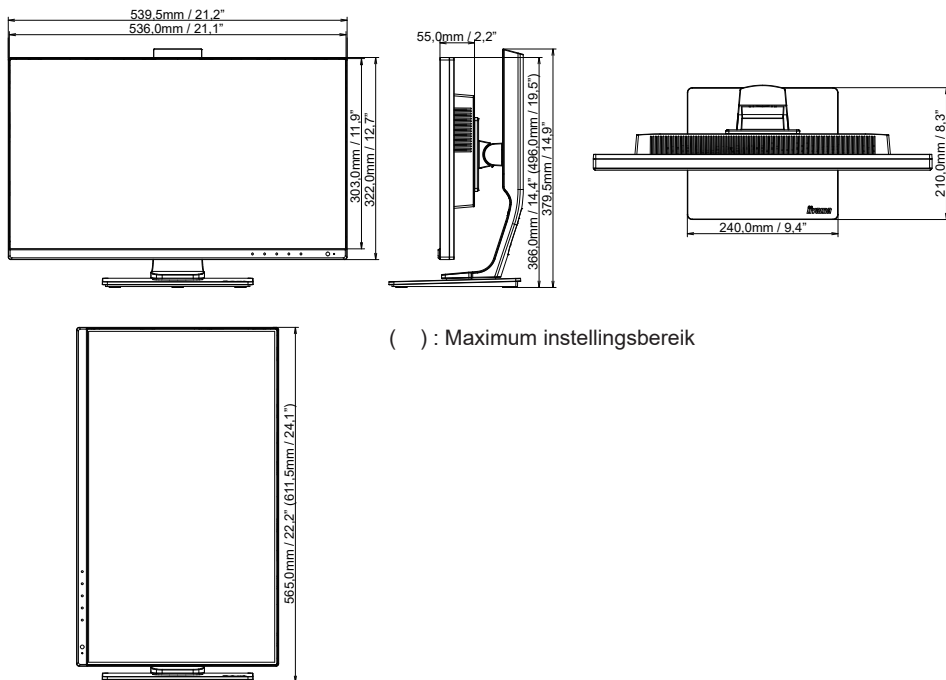 539,5mm / 21,2”
536,0mm / 21,1”
303,0mm / 11,9”
322,0mm / 12,7”
55,0mm / 2,2”
366,0mm / 14,4” (496,0mm / 19,5”)
379,5mm / 14,9”
210,0mm / 8,3”
iiyama
240,0mm / 9,4”
( ) : Maximum instellingsbereik
565,0mm / 22,2” (611,5mm / 24,1”)